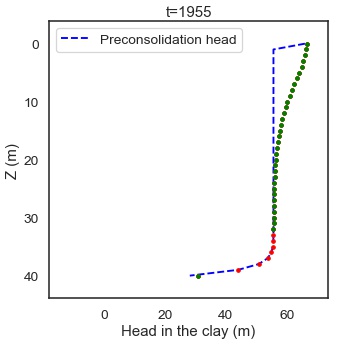 t=1955
Preconsolidation head
0
10
20
30
40
Z (m)
0 20 40 60
Head in the clay (m)